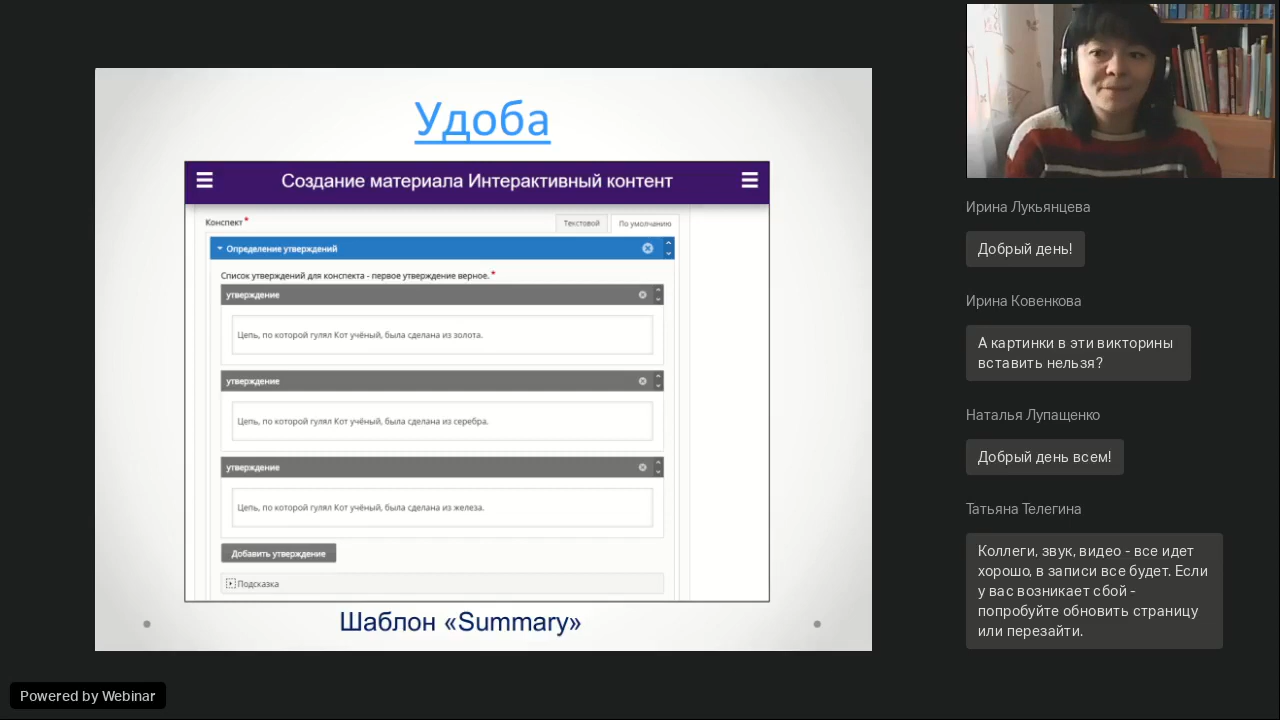 Удоба
Создание материала Интерактивный контент
Конспект *
Текстовой
По умолчанию
Определение утверждений
Список утверждений для конспекта - первое утверждение верное. *
утверждение
Цепь, по которой гулял Кот учёный, была сделана из золота.
утверждение
Цепь, по которой гулял Кот учёный, была сделана из серебра.
утверждение
Цепь, по которой гулял Кот учёный, была сделана из железа.
Добавить утверждение
Подсказка
Шаблон «Summary»
Ирина Лукьянцева
Добрый день!
Ирина Ковенкова
А картинки в эти викторины
вставить нельзя?
Наталья Лупащенко
Добрый день всем!
Татьяна Телегина
Коллеги, звук, видео - все идет
хорошо, в записи все будет. Если
у вас возникает сбой -
попробуйте обновить страницу
или перезайти.
Powered by Webinar